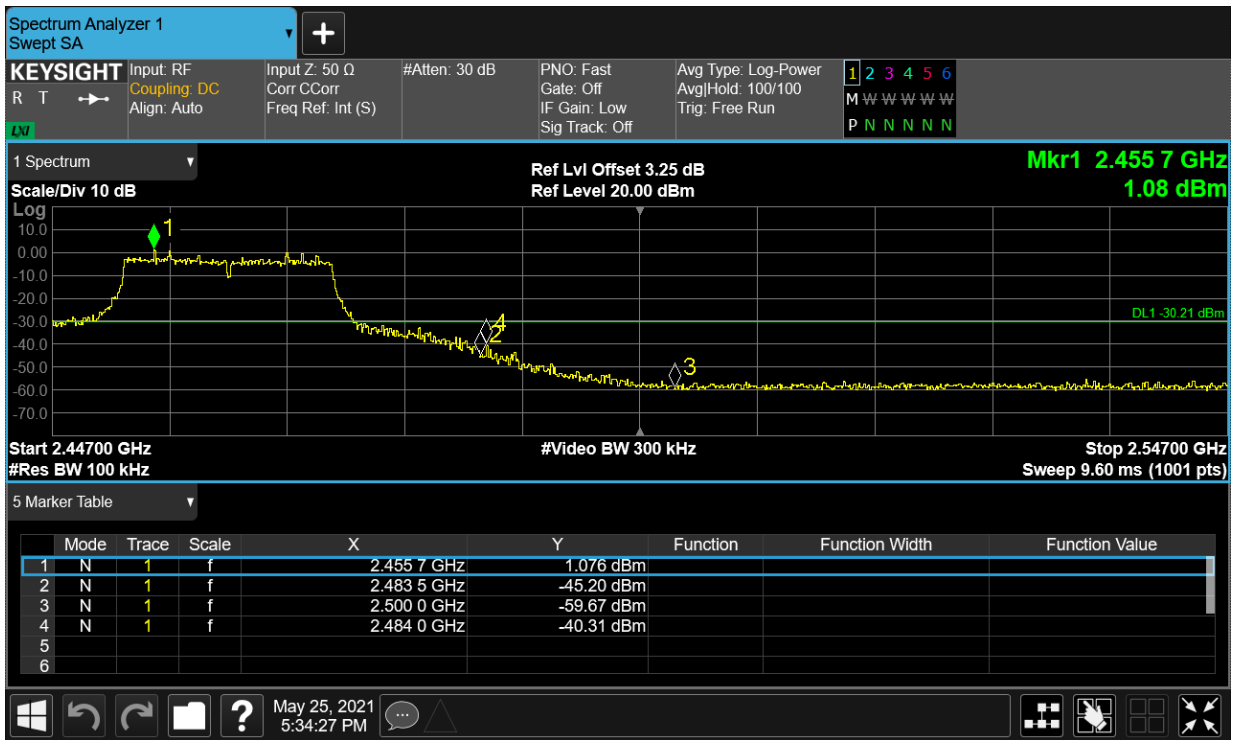 Spectrum Analyzer 1
Swept SA
KEYSIGHT
R T
LXI
Input: RF
Coupling: DC
Align: Auto
Input Z: 50 Ω
Corr CCorr
Freq Ref: Int (S)
#Atten: 30 dB
PNO: Fast
Gate: Off
IF Gain: Low
Sig Track: Off
Avg Type: Log-Power
Avg|Hold: 100/100
Trig: Free Run
1 2 3 4 5 6
M W W W W W
P N N N N N
1 Spectrum
Scale/Div 10 dB
Ref Lvl Offset 3.25 dB
Ref Level 20.00 dBm
Mkr1 2.455 7 GHz
1.08 dBm
Log
10.0
0.00
-10.0
-20.0
-30.0
-40.0
-50.0
-60.0
-70.0
1
4
2
3
DL1 -30.21 dBm
Start 2.44700 GHz
#Video BW 300 kHz
Stop 2.54700 GHz
#Res BW 100 kHz
Sweep 9.60 ms (1001 pts)
5 Marker Table
Mode Trace Scale X Y Function Function Width Function Value
1 N 1 f 2.455 7 GHz 1.076 dBm
2 N 1 f 2.483 5 GHz -45.20 dBm
3 N 1 f 2.500 0 GHz -59.67 dBm
4 N 1 f 2.484 0 GHz -40.31 dBm
5
6
?
May 25, 2021
5:34:27 PM